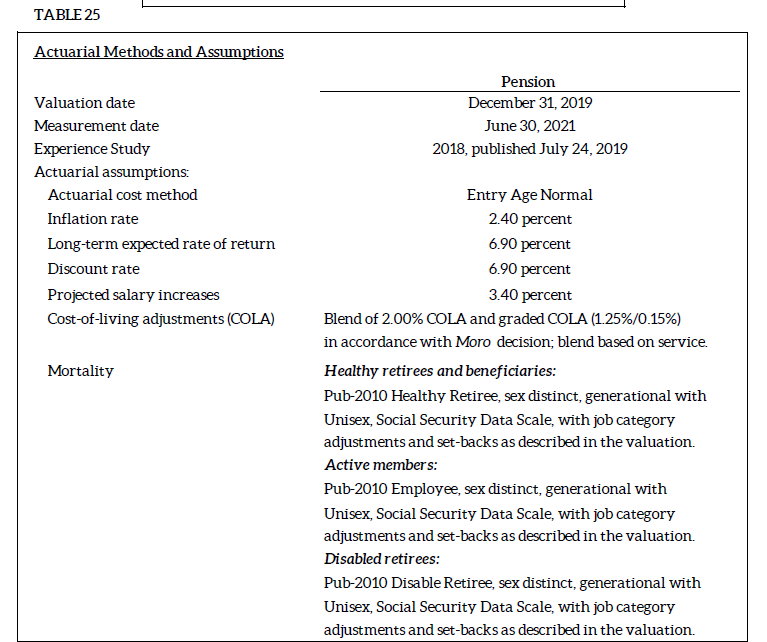 TABLE 25
Actuarial Methods and Assumptions
Pension
Valuation date December 31, 2019
Measurement date June 30, 2021
Experience Study 2018, published July 24, 2019
Actuarial assumptions:
Actuarial cost method Entry Age Normal
Inflation rate 2.40 percent
Long-term expected rate of return 6.90 percent
Discount rate 6.90 percent
Projected salary increases 3.40 percent
Cost-of-living adjustments (COLA) Blend of 2.00% COLA and graded COLA (1.25%/0.15%)
in accordance with Moro decision; blend based on service.
Mortality Healthy retirees and beneficiaries:
Pub-2010 Healthy Retiree, sex distinct, generational with
Unisex, Social Security Data Scale, with job category
adjustments and set-backs as described in the valuation.
Active members:
Pub-2010 Employee, sex distinct, generational with
Unisex, Social Security Data Scale, with job category
adjustments and set-backs as described in the valuation.
Disabled retirees:
Pub-2010 Disable Retiree, sex distinct, generational with
Unisex, Social Security Data Scale, with job category
adjustments and set-backs as described in the valuation.